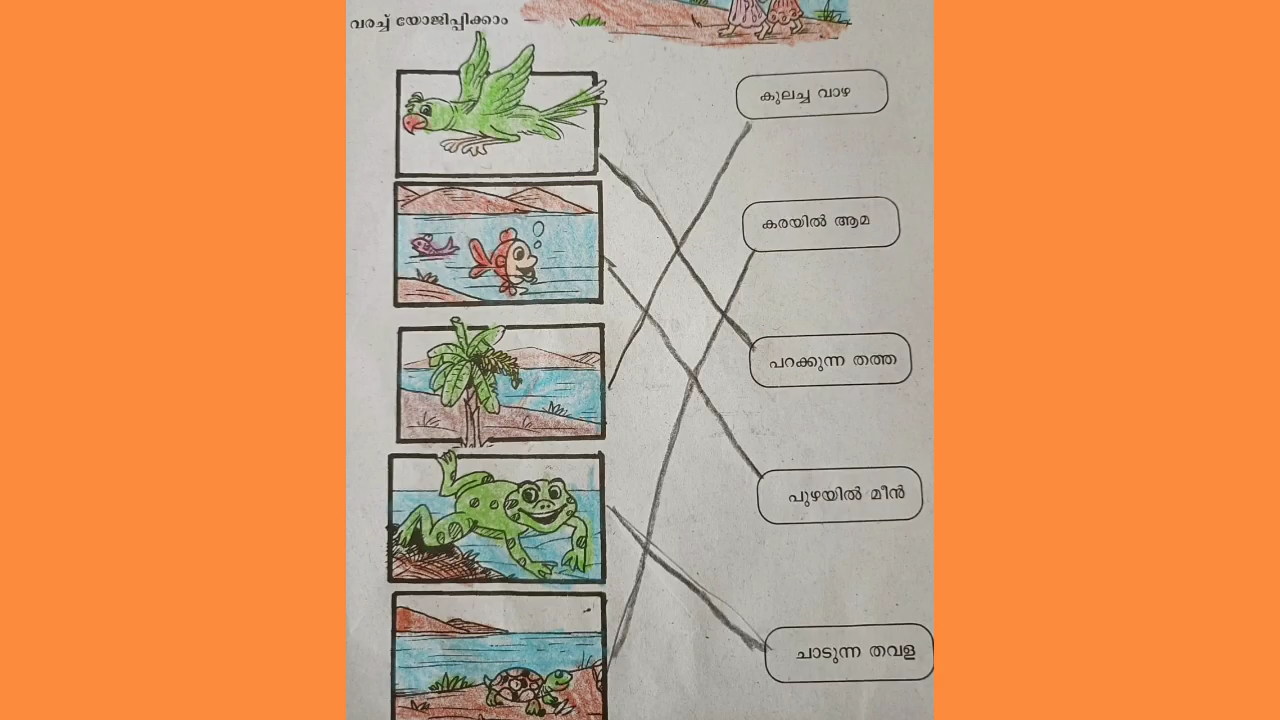 വരച്ച് യോജിപ്പിക്കാം
കുലച്ച വാഴ
കരയിൽ ആമ
പറക്കുന്ന തത്ത
പുഴയിൽ മീൻ
ചാടുന്ന തവള